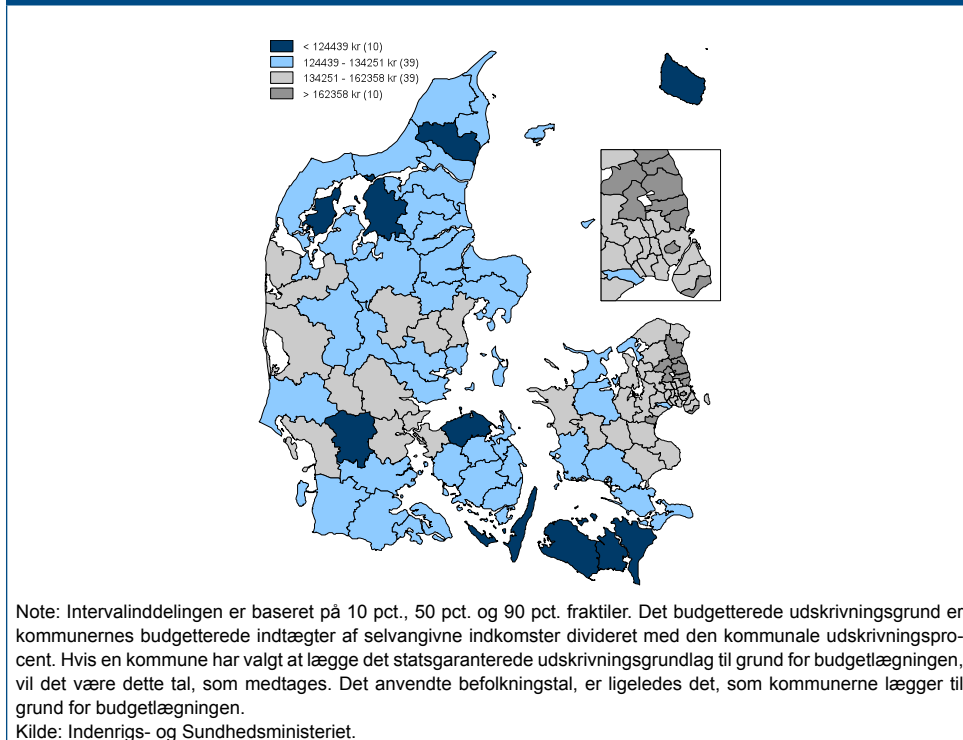 < 124439 kr (10)
124439 - 134251 kr (39)
134251 - 162358 kr (39)
> 162358 kr (10)
Note: Intervalinddelingen er baseret på 10 pct., 50 pct. og 90 pct. fraktiler. Det budgetterede udskrivningsgrund er
kommunernes budgetterede indtægter af selvangivne indkomster divideret med den kommunale udskrivningspro-
cent. Hvis en kommune har valgt at lægge det statsgaranterede udskrivningsgrundlag til grund for budgetlægningen,
vil det være dette tal, som medtages. Det anvendte befolkningstal, er ligeledes det, som kommunerne lægger til
grund for budgetlægningen.
Kilde: Indenrigs- og Sundhedsministeriet.